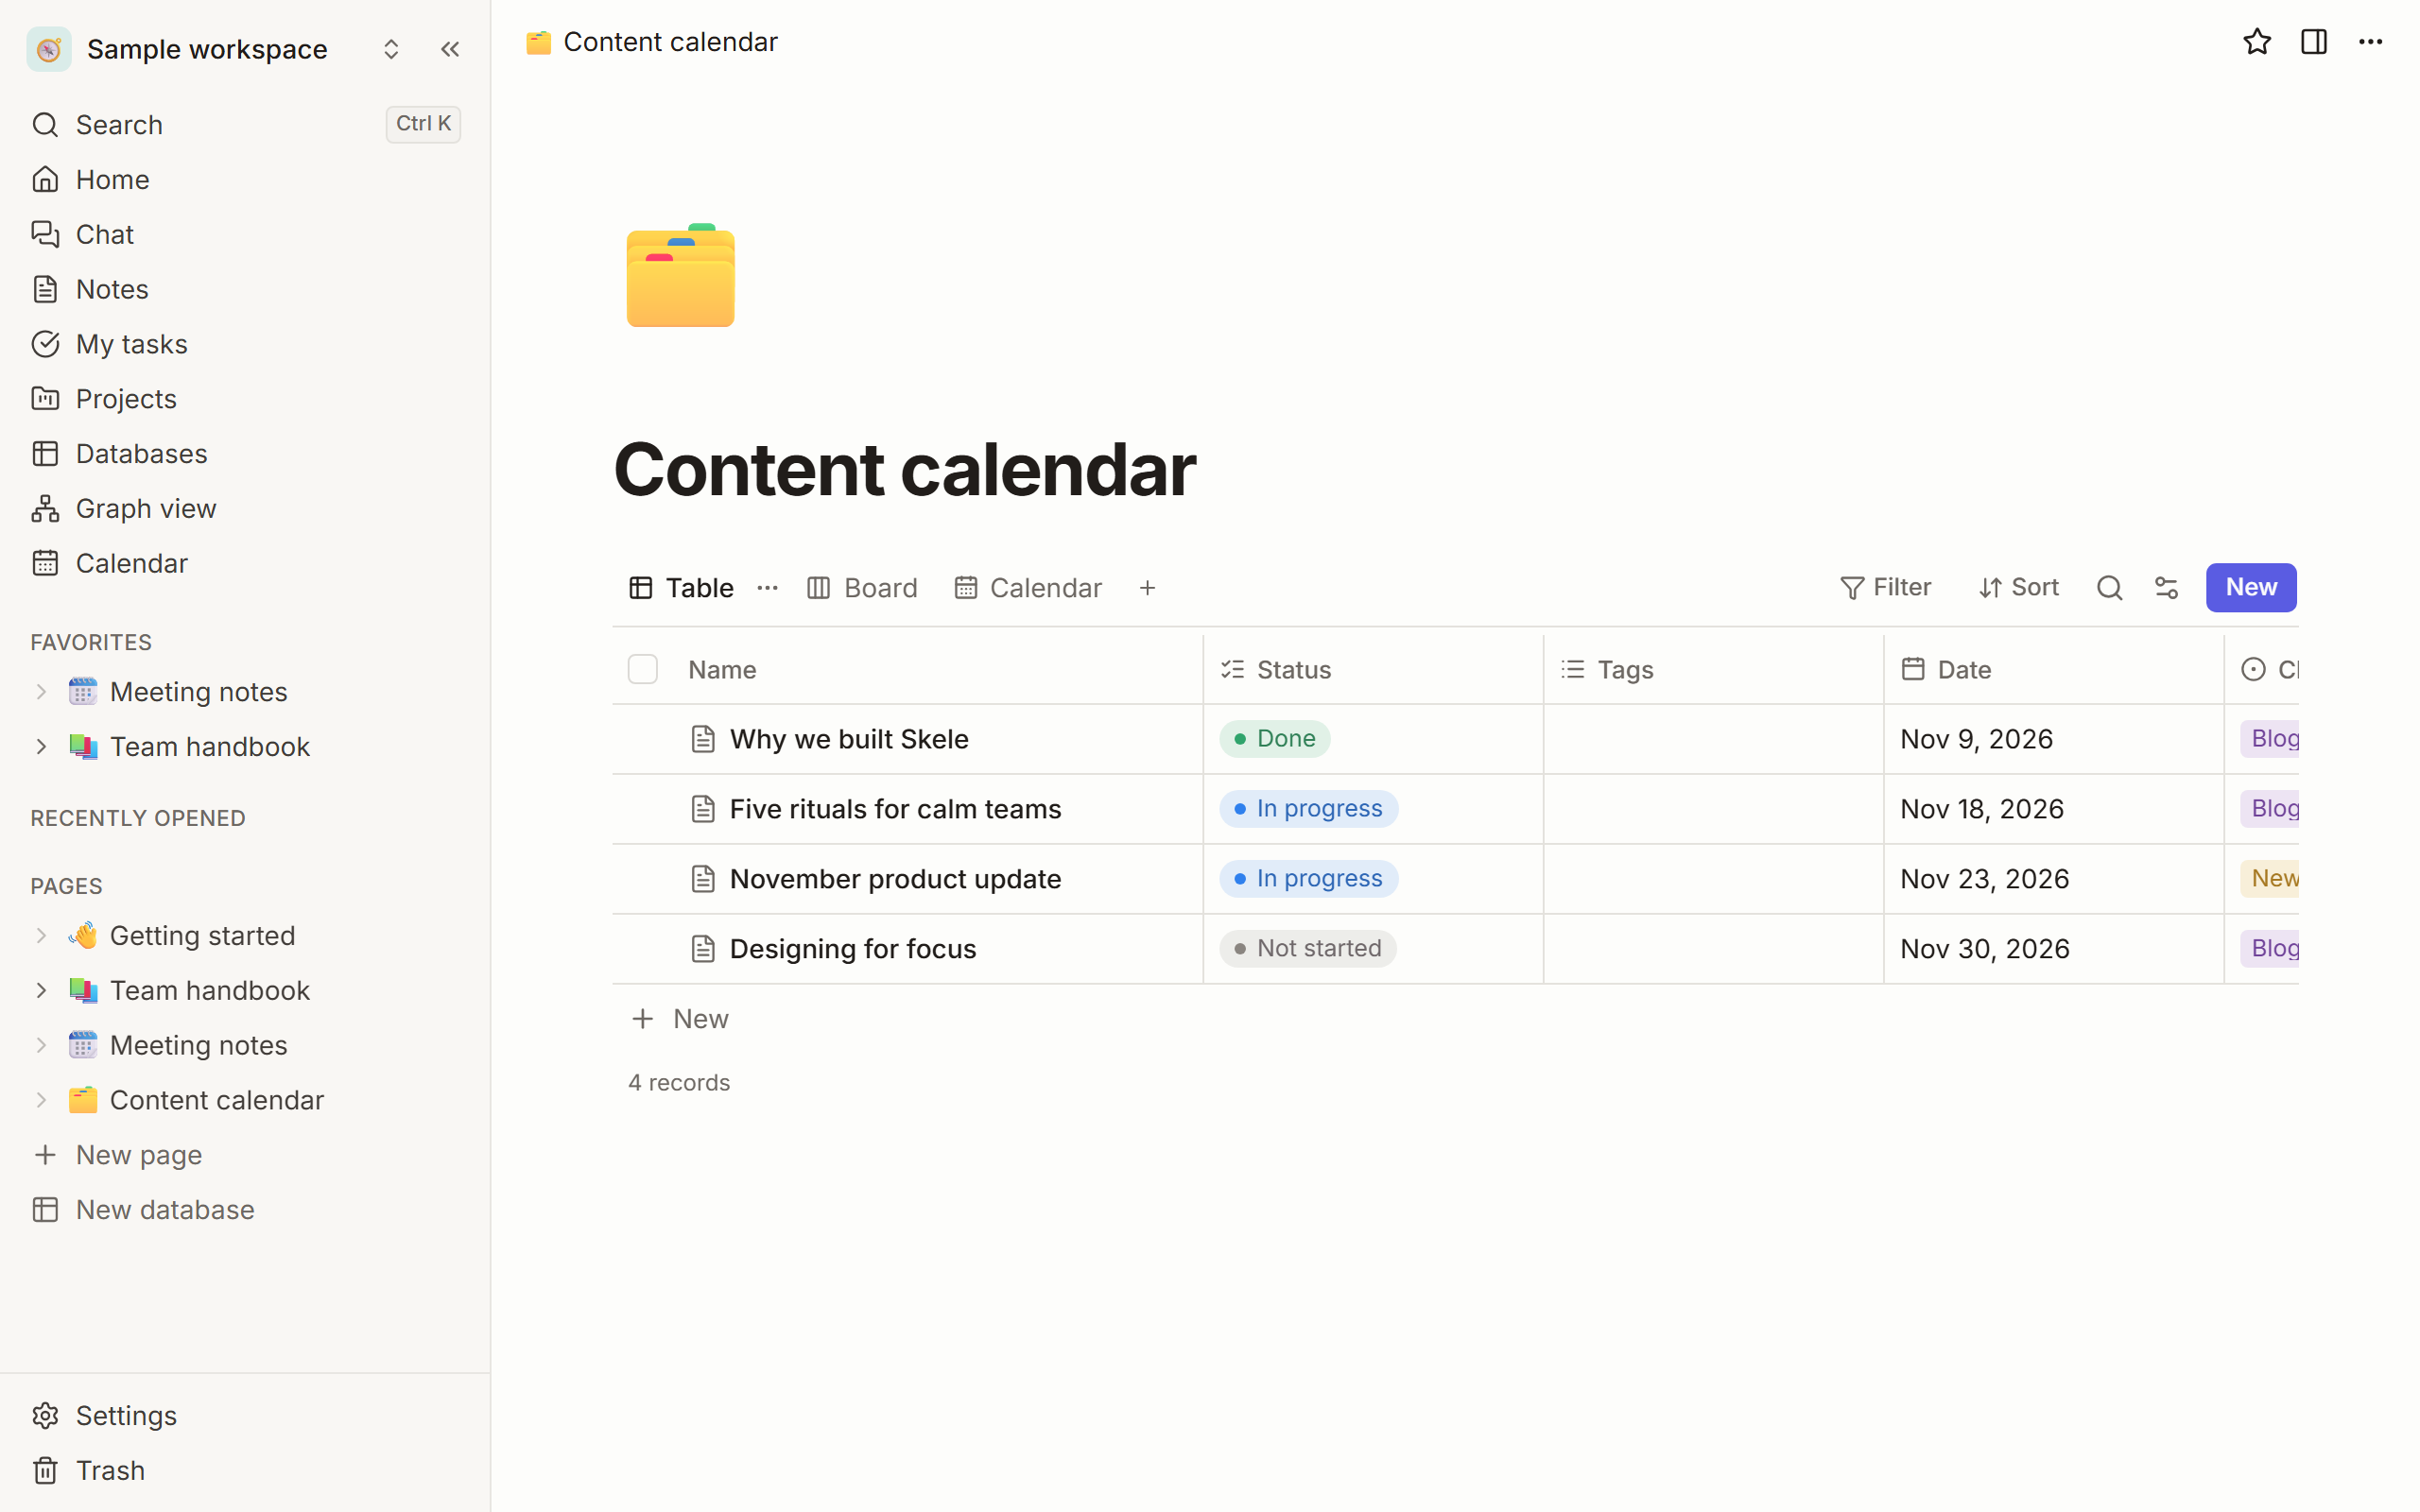 Sample workspace
Search Ctrl K
Home
Chat
Notes
My tasks
Projects
Databases
Graph view
Calendar
FAVORITES
Meeting notes
Team handbook
RECENTLY OPENED
PAGES
Getting started
Team handbook
Meeting notes
Content calendar
New page
New database
Settings
Trash
Content calendar
Content calendar
Table Board Calendar Filter Sort New
Name Status Tags Date
Why we built Skele Done Nov 9, 2026 Blog
Five rituals for calm teams In progress Nov 18, 2026 Blog
November product update In progress Nov 23, 2026 New
Designing for focus Not started Nov 30, 2026 Blog
New
4 records